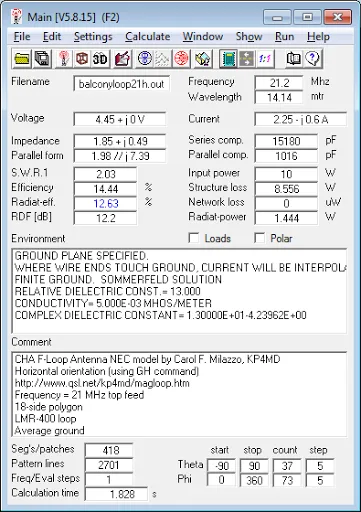 Main [V5.8.15] (F2)
File Edit Settings Calculate Window Show Run Help
3D 1:1
Filename balconyloop21h.out Frequency 21.2 Mhz
Wavelength 14.14 mtr
Voltage 4.45 + j 0 V Current 2.25 - j 0.6 A
Impedance 1.85 + j 0.49 Series comp. 15180 pF
Parallel form 1.98 // j 7.39 Parallel comp. 1016 pF
S.W.R.1 2.03 Input power 10 W
Efficiency 14.44 % Structure loss 8.556 W
Radiat-eff. 12.63 % Network loss 0 uW
RDF [dB] 12.2 Radiat-power 1.444 W
Environment Loads Polar
GROUND PLANE SPECIFIED.
WHERE WIRE ENDS TOUCH GROUND, CURRENT WILL BE INTERPOLA
FINITE GROUND. SOMMERFELD SOLUTION
RELATIVE DIELECTRIC CONST.= 13.000
CONDUCTIVITY= 5.000E-03 MHOS/METER
COMPLEX DIELECTRIC CONSTANT= 1.30000E+01-4.23962E+00
Comment
CHA F-Loop Antenna NEC model by Carol F. Milazzo, KP4MD
Horizontal orientation (using GH command)
http://www.qsl.net/kp4md/magloop.htm
Frequency = 21 MHz top feed
18-side polygon
LMR-400 loop
Average ground
Seg's/patches 418 start stop count step
Pattern lines 2701 Theta -90 90 37 5
Freq/Eval steps 1 Phi 0 360 73 5
Calculation time 1.828 s